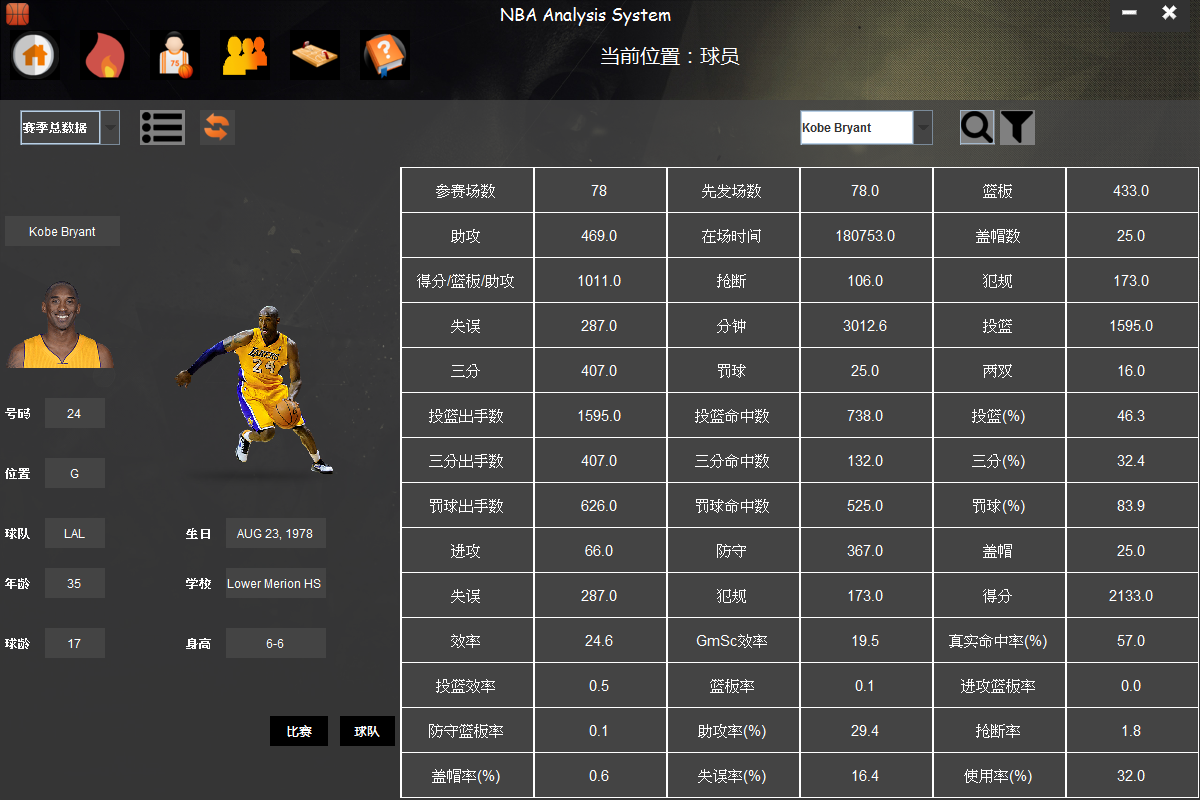 NBA Analysis System
当前位置：球员
赛季总数据
Kobe Bryant
Kobe Bryant
号码 24
位置 G
球队 LAL 生日 AUG 23, 1978
年龄 35 学校 Lower Merion HS
球龄 17 身高 6-6
比赛 球队
参赛场数 78 先发场数 78.0 篮板 433.0
助攻 469.0 在场时间 180753.0 盖帽数 25.0
得分/篮板/助攻 1011.0 抢断 106.0 犯规 173.0
失误 287.0 分钟 3012.6 投篮 1595.0
三分 407.0 罚球 25.0 两双 16.0
投篮出手数 1595.0 投篮命中数 738.0 投篮(%) 46.3
三分出手数 407.0 三分命中数 132.0 三分(%) 32.4
罚球出手数 626.0 罚球命中数 525.0 罚球(%) 83.9
进攻 66.0 防守 367.0 盖帽 25.0
失误 287.0 犯规 173.0 得分 2133.0
效率 24.6 GmSc效率 19.5 真实命中率(%) 57.0
投篮效率 0.5 篮板率 0.1 进攻篮板率 0.0
防守篮板率 0.1 助攻率(%) 29.4 抢断率 1.8
盖帽率(%) 0.6 失误率(%) 16.4 使用率(%) 32.0
LAKERS
24
75
?